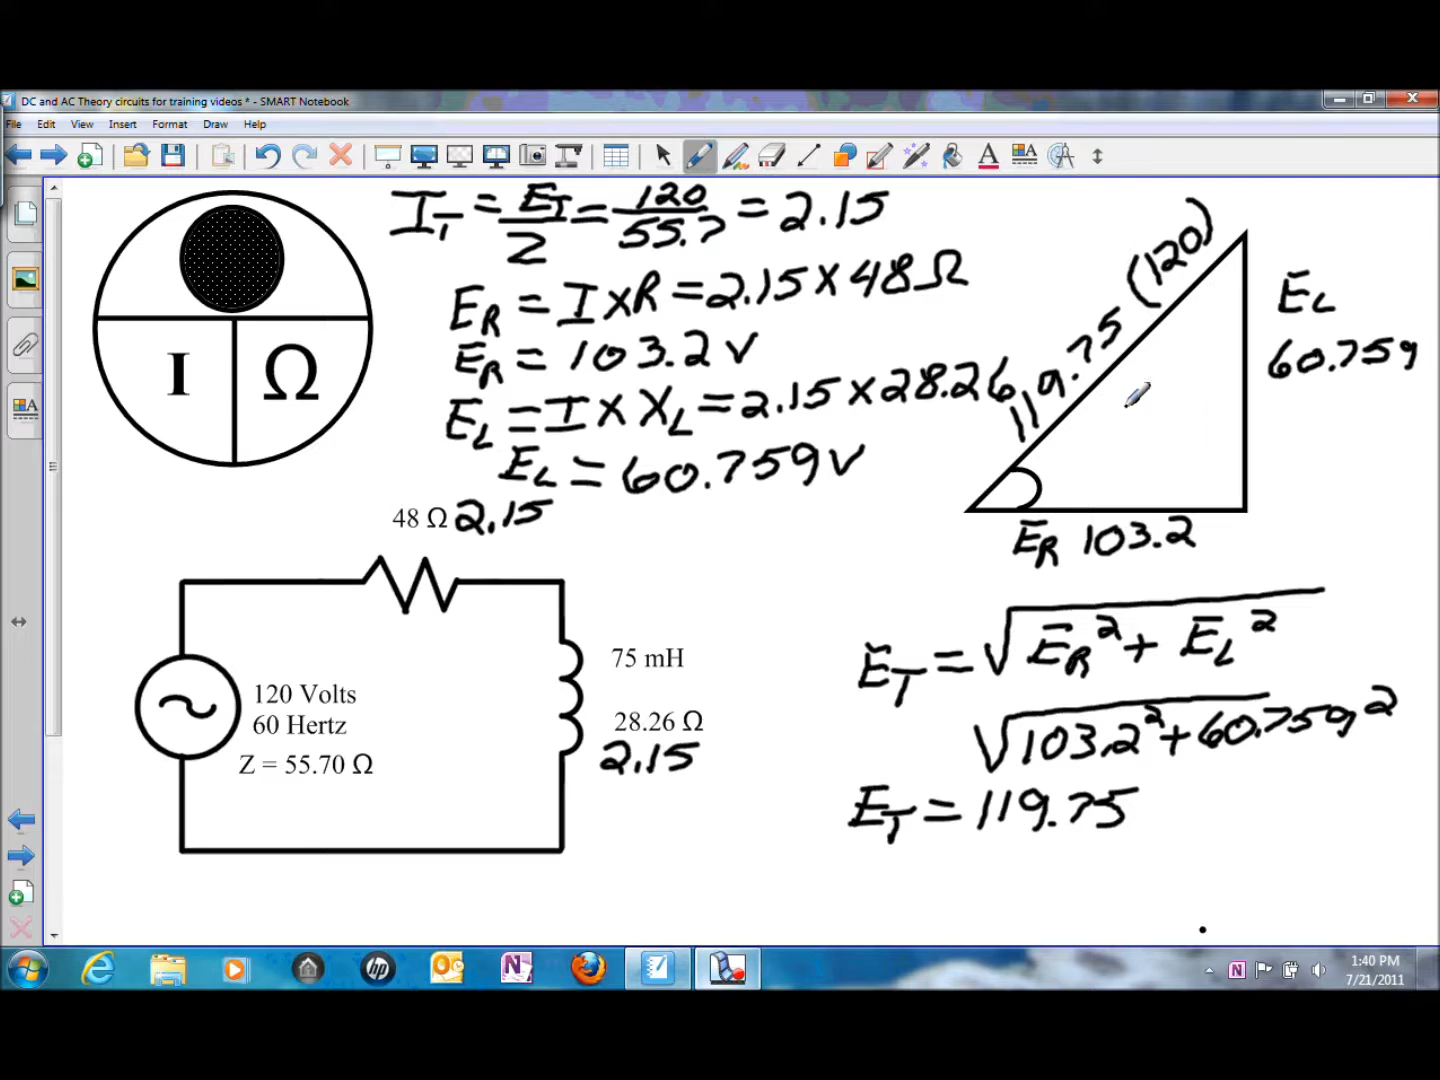 DC and AC Theory circuits for training videos * - SMART Notebook
File Edit View Insert Format Draw Help
I_T = E_T/Z = 120/55.7 = 2.15
E_R = I X R = 2.15 X 48 Ω
E_R = 103.2 V
E_L = I X X_L = 2.15 X 28.26
E_L = 60.759 V
I Ω
119.75 (120)
E_L
60.759
E_R 103.2
48 Ω 2.15
75 mH
28.26 Ω
2.15
120 Volts
60 Hertz
Z = 55.70 Ω
E_T = √E_R² + E_L²
√103.2² + 60.759²
E_T = 119.75
1:40 PM
7/21/2011